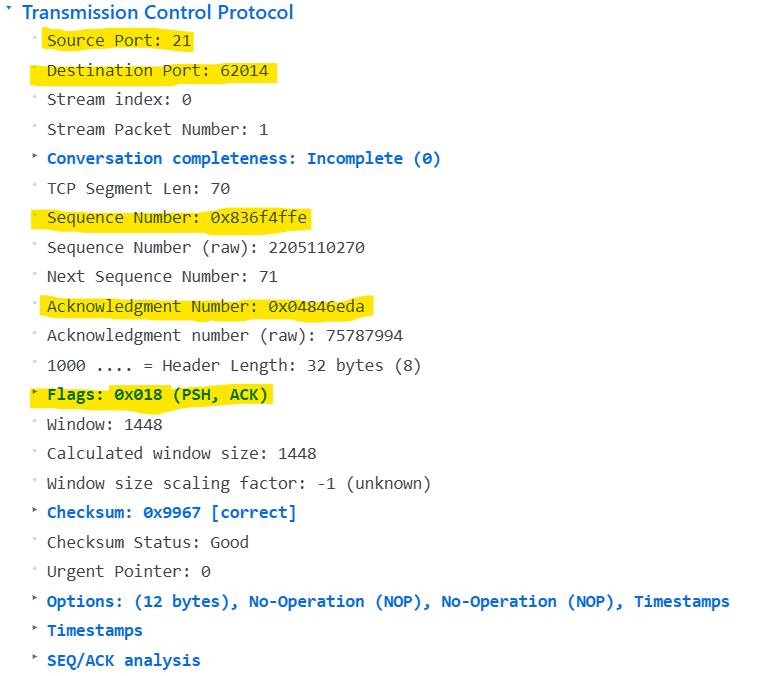 Transmission Control Protocol
Source Port: 21
Destination Port: 62014
Stream index: 0
Stream Packet Number: 1
Conversation completeness: Incomplete (0)
TCP Segment Len: 70
Sequence Number: 0x836f4ffe
Sequence Number (raw): 2205110270
Next Sequence Number: 71
Acknowledgment Number: 0x04846eda
Acknowledgment number (raw): 75787994
1000 .... = Header Length: 32 bytes (8)
Flags: 0x018 (PSH, ACK)
Window: 1448
Calculated window size: 1448
Window size scaling factor: -1 (unknown)
Checksum: 0x9967 [correct]
Checksum Status: Good
Urgent Pointer: 0
Options: (12 bytes), No-Operation (NOP), No-Operation (NOP), Timestamps
Timestamps
SEQ/ACK analysis